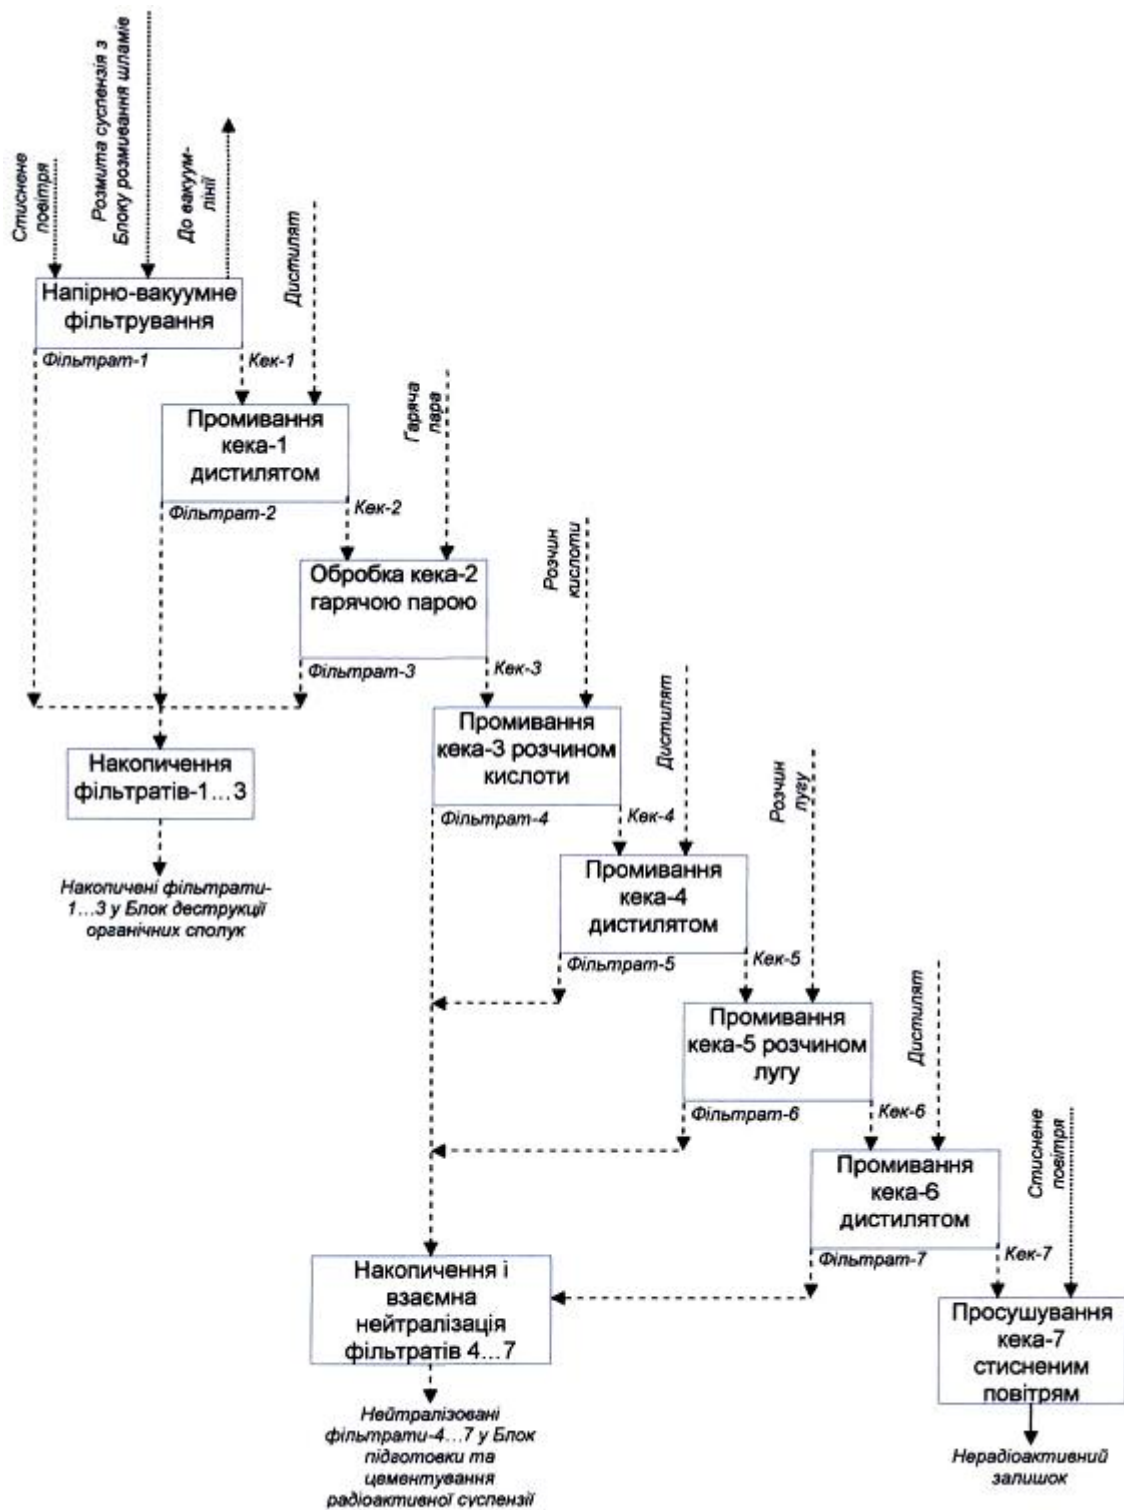 Стиснене
повітря
Розмита суспензія з
Блоку розмивання шламів
До вакуум-
лінії
Дистилят
Напірно-вакуумне
фільтрування
Фільтрат-1
Кек-1
Гаряча
пара
Промивання
кека-1
дистилятом
Фільтрат-2
Кек-2
Розчин
кислоти
Обробка кека-2
гарячою парою
Фільтрат-3
Кек-3
Дистилят
Промивання
кека-3 розчином
кислоти
Фільтрат-4
Кек-4
Накопичення
фільтратів-1...3
Накопичені фільтрати-
1...3 у Блок деструкції
органічних сполук
Розчин
лугу
Промивання
кека-4
дистилятом
Фільтрат-5
Кек-5
Дистилят
Промивання
кека-5 розчином
лугу
Фільтрат-6
Кек-6
Стиснене
повітря
Промивання
кека-6
дистилятом
Фільтрат-7
Кек-7
Накопичення і
взаємна
нейтралізація
фільтратів 4...7
Просушування
кека-7
стисненим
повітрям
Нейтралізовані
фільтрати-4...7 у Блок
підготовки та
цементування
радіоактивної суспензії
Нерадіоактивний
залишок